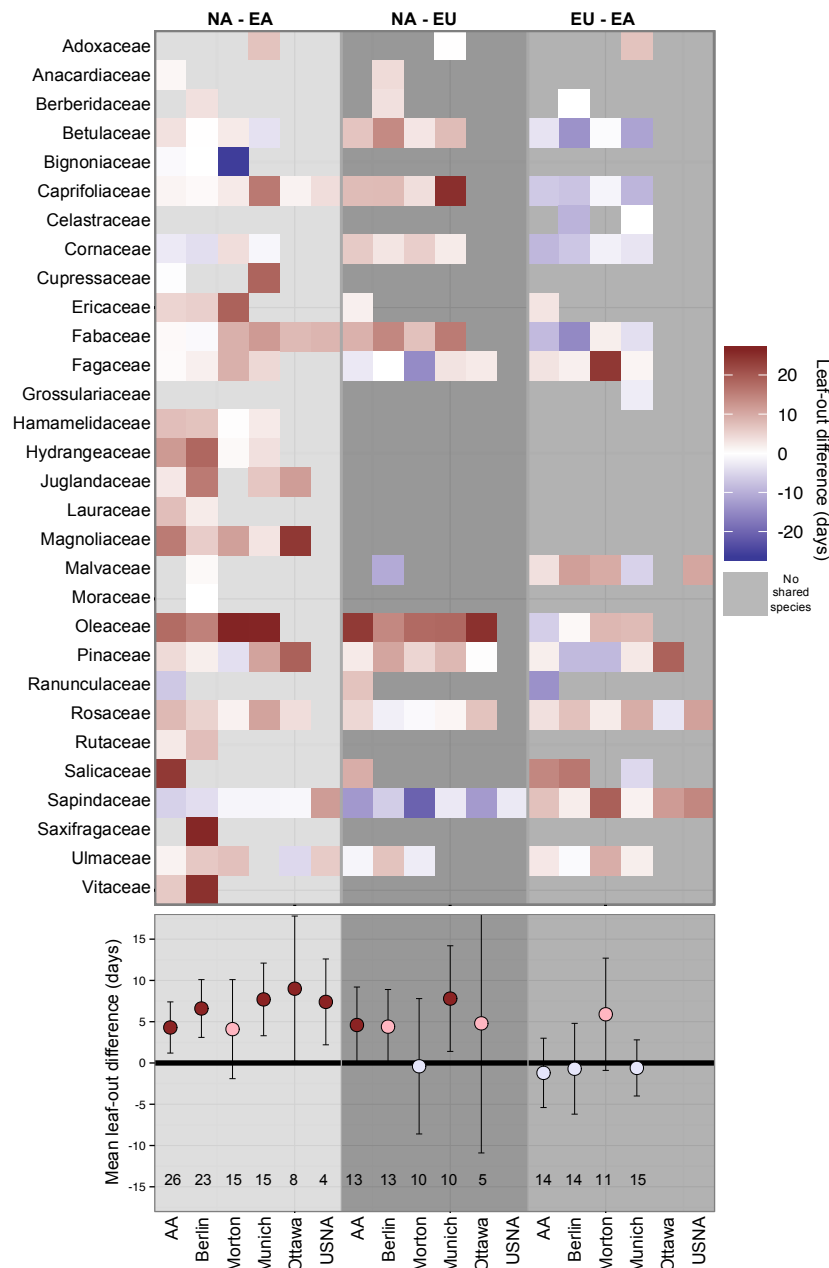 NA - EA NA - EU EU - EA
Adoxaceae
Anacardiaceae
Berberidaceae
Betulaceae
Bignoniaceae
Caprifoliaceae
Celastraceae
Cornaceae
Cupressaceae
Ericaceae
Fabaceae
Fagaceae
Grossulariaceae
Hamamelidaceae
Hydrangeaceae
Juglandaceae
Lauraceae
Magnoliaceae
Malvaceae
Moraceae
Oleaceae
Pinaceae
Ranunculaceae
Rosaceae
Rutaceae
Salicaceae
Sapindaceae
Saxifragaceae
Ulmaceae
Vitaceae
20
10
0
-10
-20
Leaf-out difference (days)
No
shared
species
Mean leaf-out difference (days)
15
10
5
0
-5
-10
-15
26 23 15 15 8 4 13 13 10 10 5 14 14 11 15
AA Berlin Morton Munich Ottawa USNA AA Berlin Morton Munich Ottawa USNA AA Berlin Morton Munich Ottawa USNA